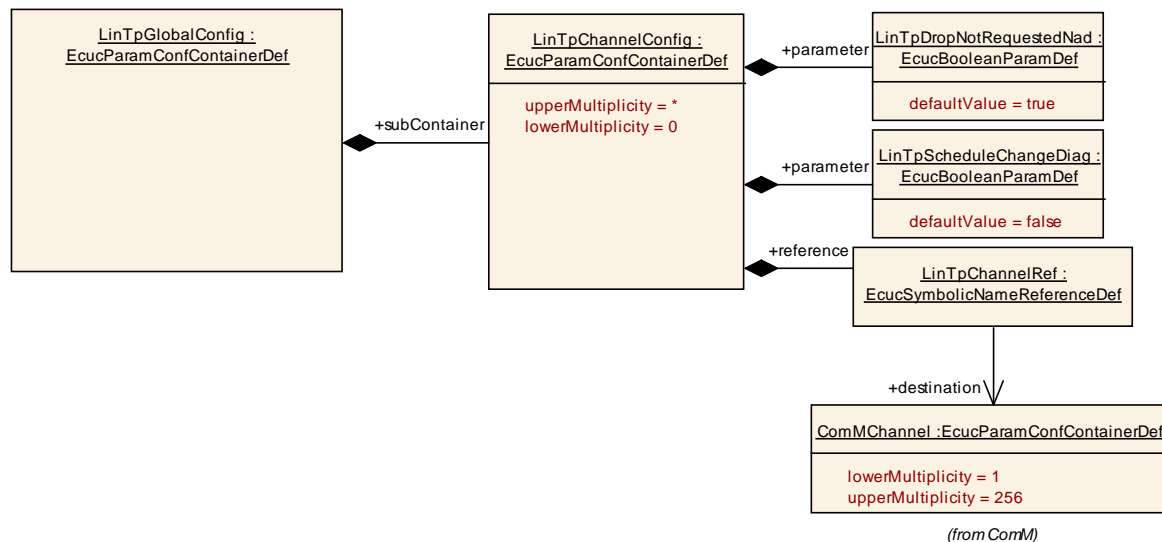 LinTpGlobalConfig :
EcucParamConfContainerDef
+subContainer
LinTpChannelConfig :
EcucParamConfContainerDef
upperMultiplicity = *
lowerMultiplicity = 0
+parameter
LinTpDropNotRequestedNad :
EcucBooleanParamDef
defaultValue = true
+parameter
LinTpScheduleChangeDiag :
EcucBooleanParamDef
defaultValue = false
+reference
LinTpChannelRef :
EcucSymbolicNameReferenceDef
+destination
ComMChannel :EcucParamConfContainerDef
lowerMultiplicity = 1
upperMultiplicity = 256
(from ComM)